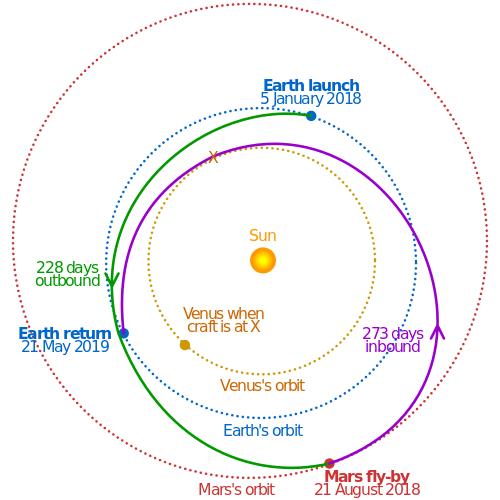 Earth launch
5 January 2018
X
Sun
228 days
outbound
Venus when
craft is at X
Earth return
21 May 2019
273 days
inbound
Venus's orbit
Earth's orbit
Mars fly-by
21 August 2018
Mars's orbit